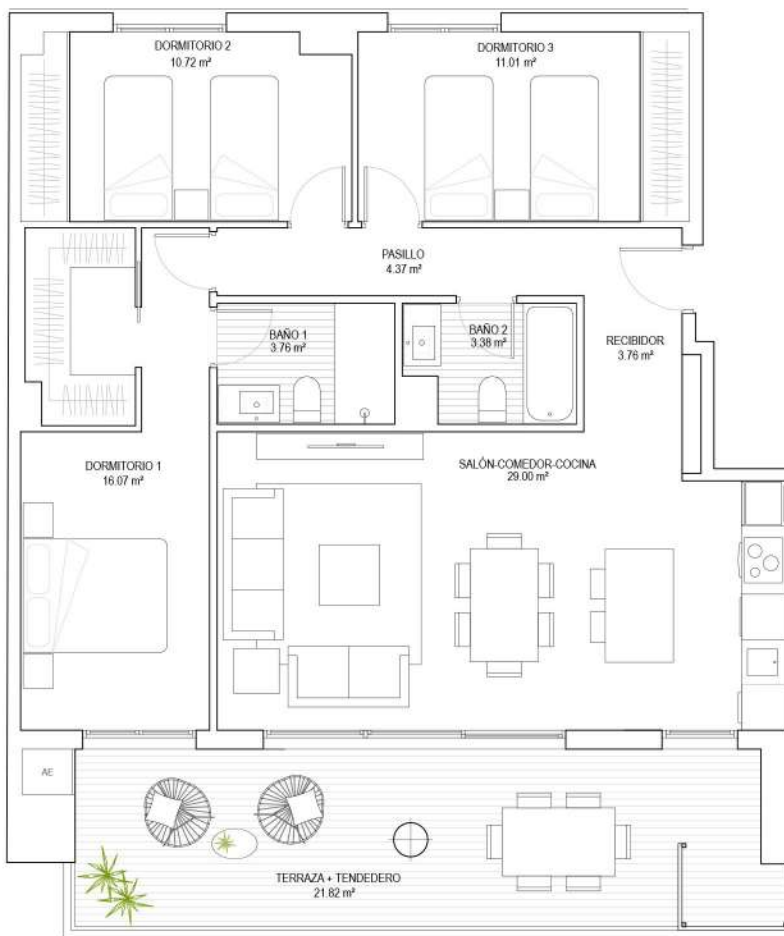 DORMITORIO 2
10.72 m²
DORMITORIO 3
11.01 m²
PASILLO
4.37 m²
BAÑO 1
3.76 m²
BAÑO 2
3.38 m²
RECIBIDOR
3.76 m²
DORMITORIO 1
16.07 m²
SALÓN-COMEDOR-COCINA
29.00 m²
AE
TERRAZA + TENDEDERO
21.82 m²